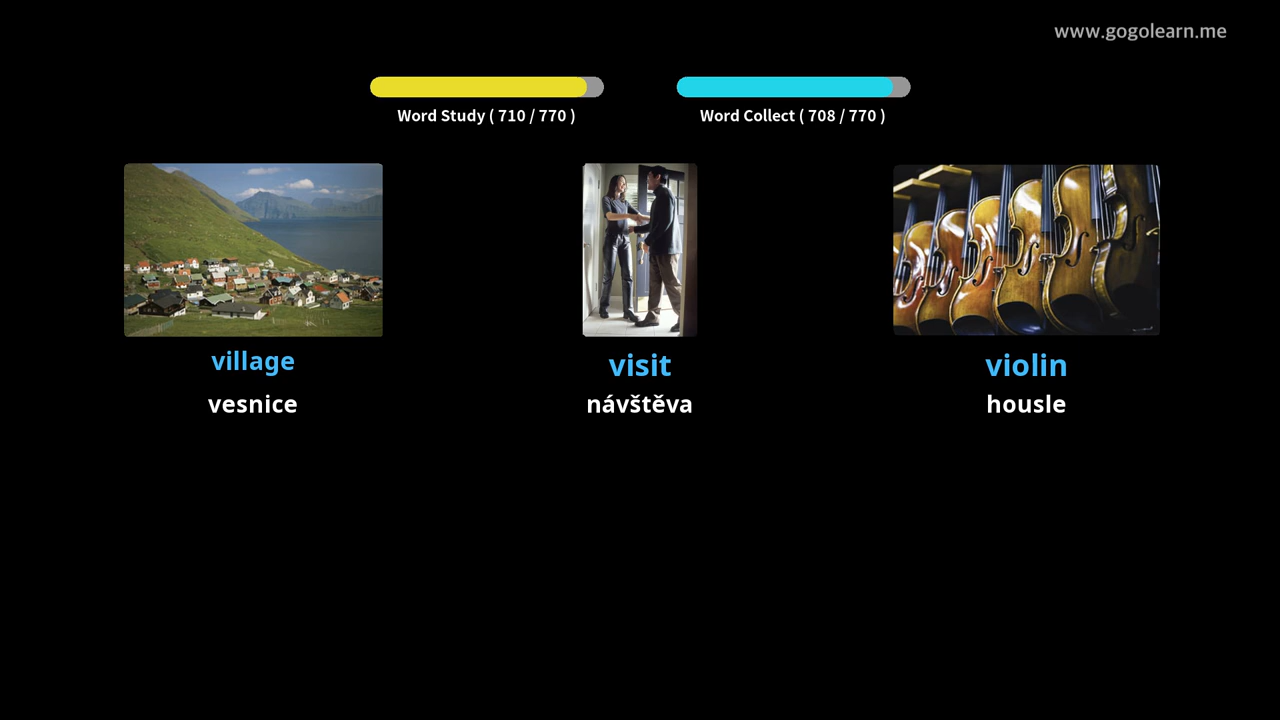 www.gogolearn.me
Word Study ( 710 / 770 )
Word Collect ( 708 / 770 )
village
vesnice
visit
návštěva
violin
housle